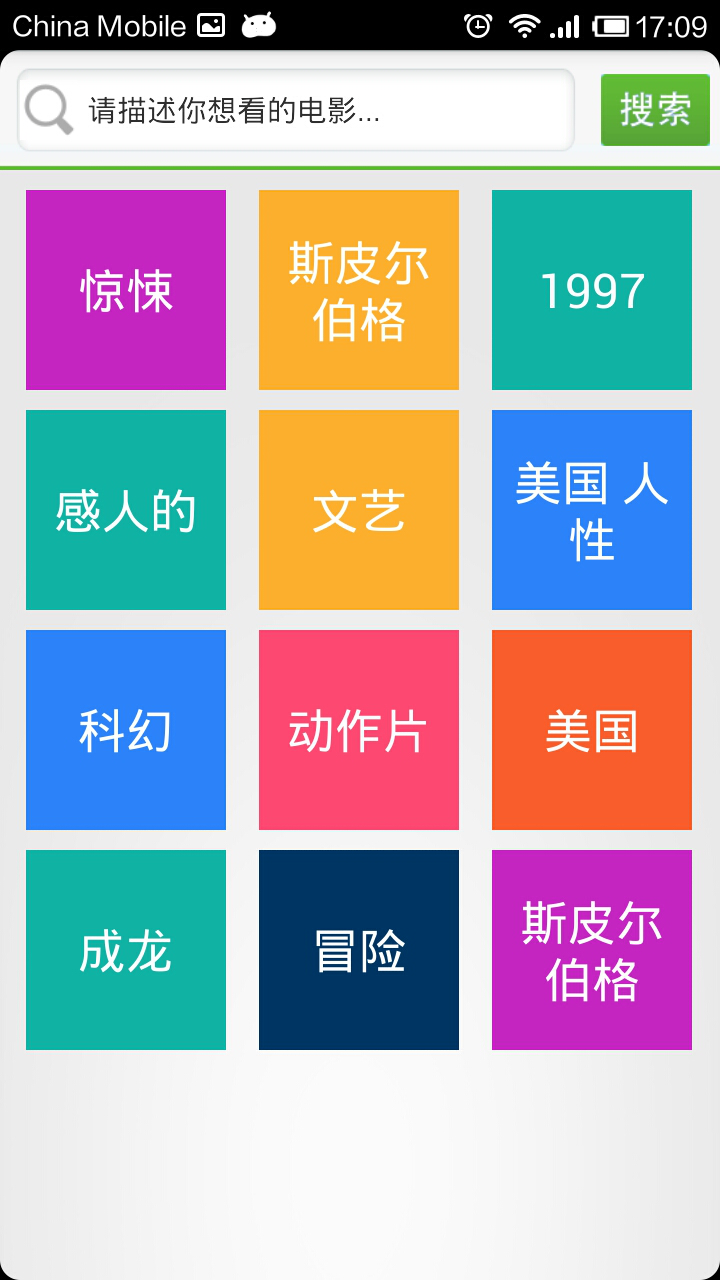 China Mobile 17:09
请描述你想看的电影...
搜索
惊悚
斯皮尔
伯格
1997
感人的
文艺
美国 人
性
科幻
动作片
美国
成龙
冒险
斯皮尔
伯格